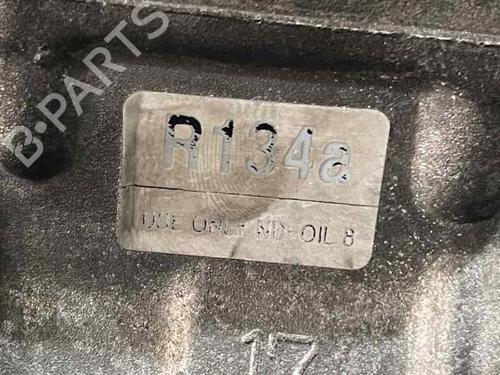 B-PARTS
R134a
USE ONLY ND-OIL 8
17